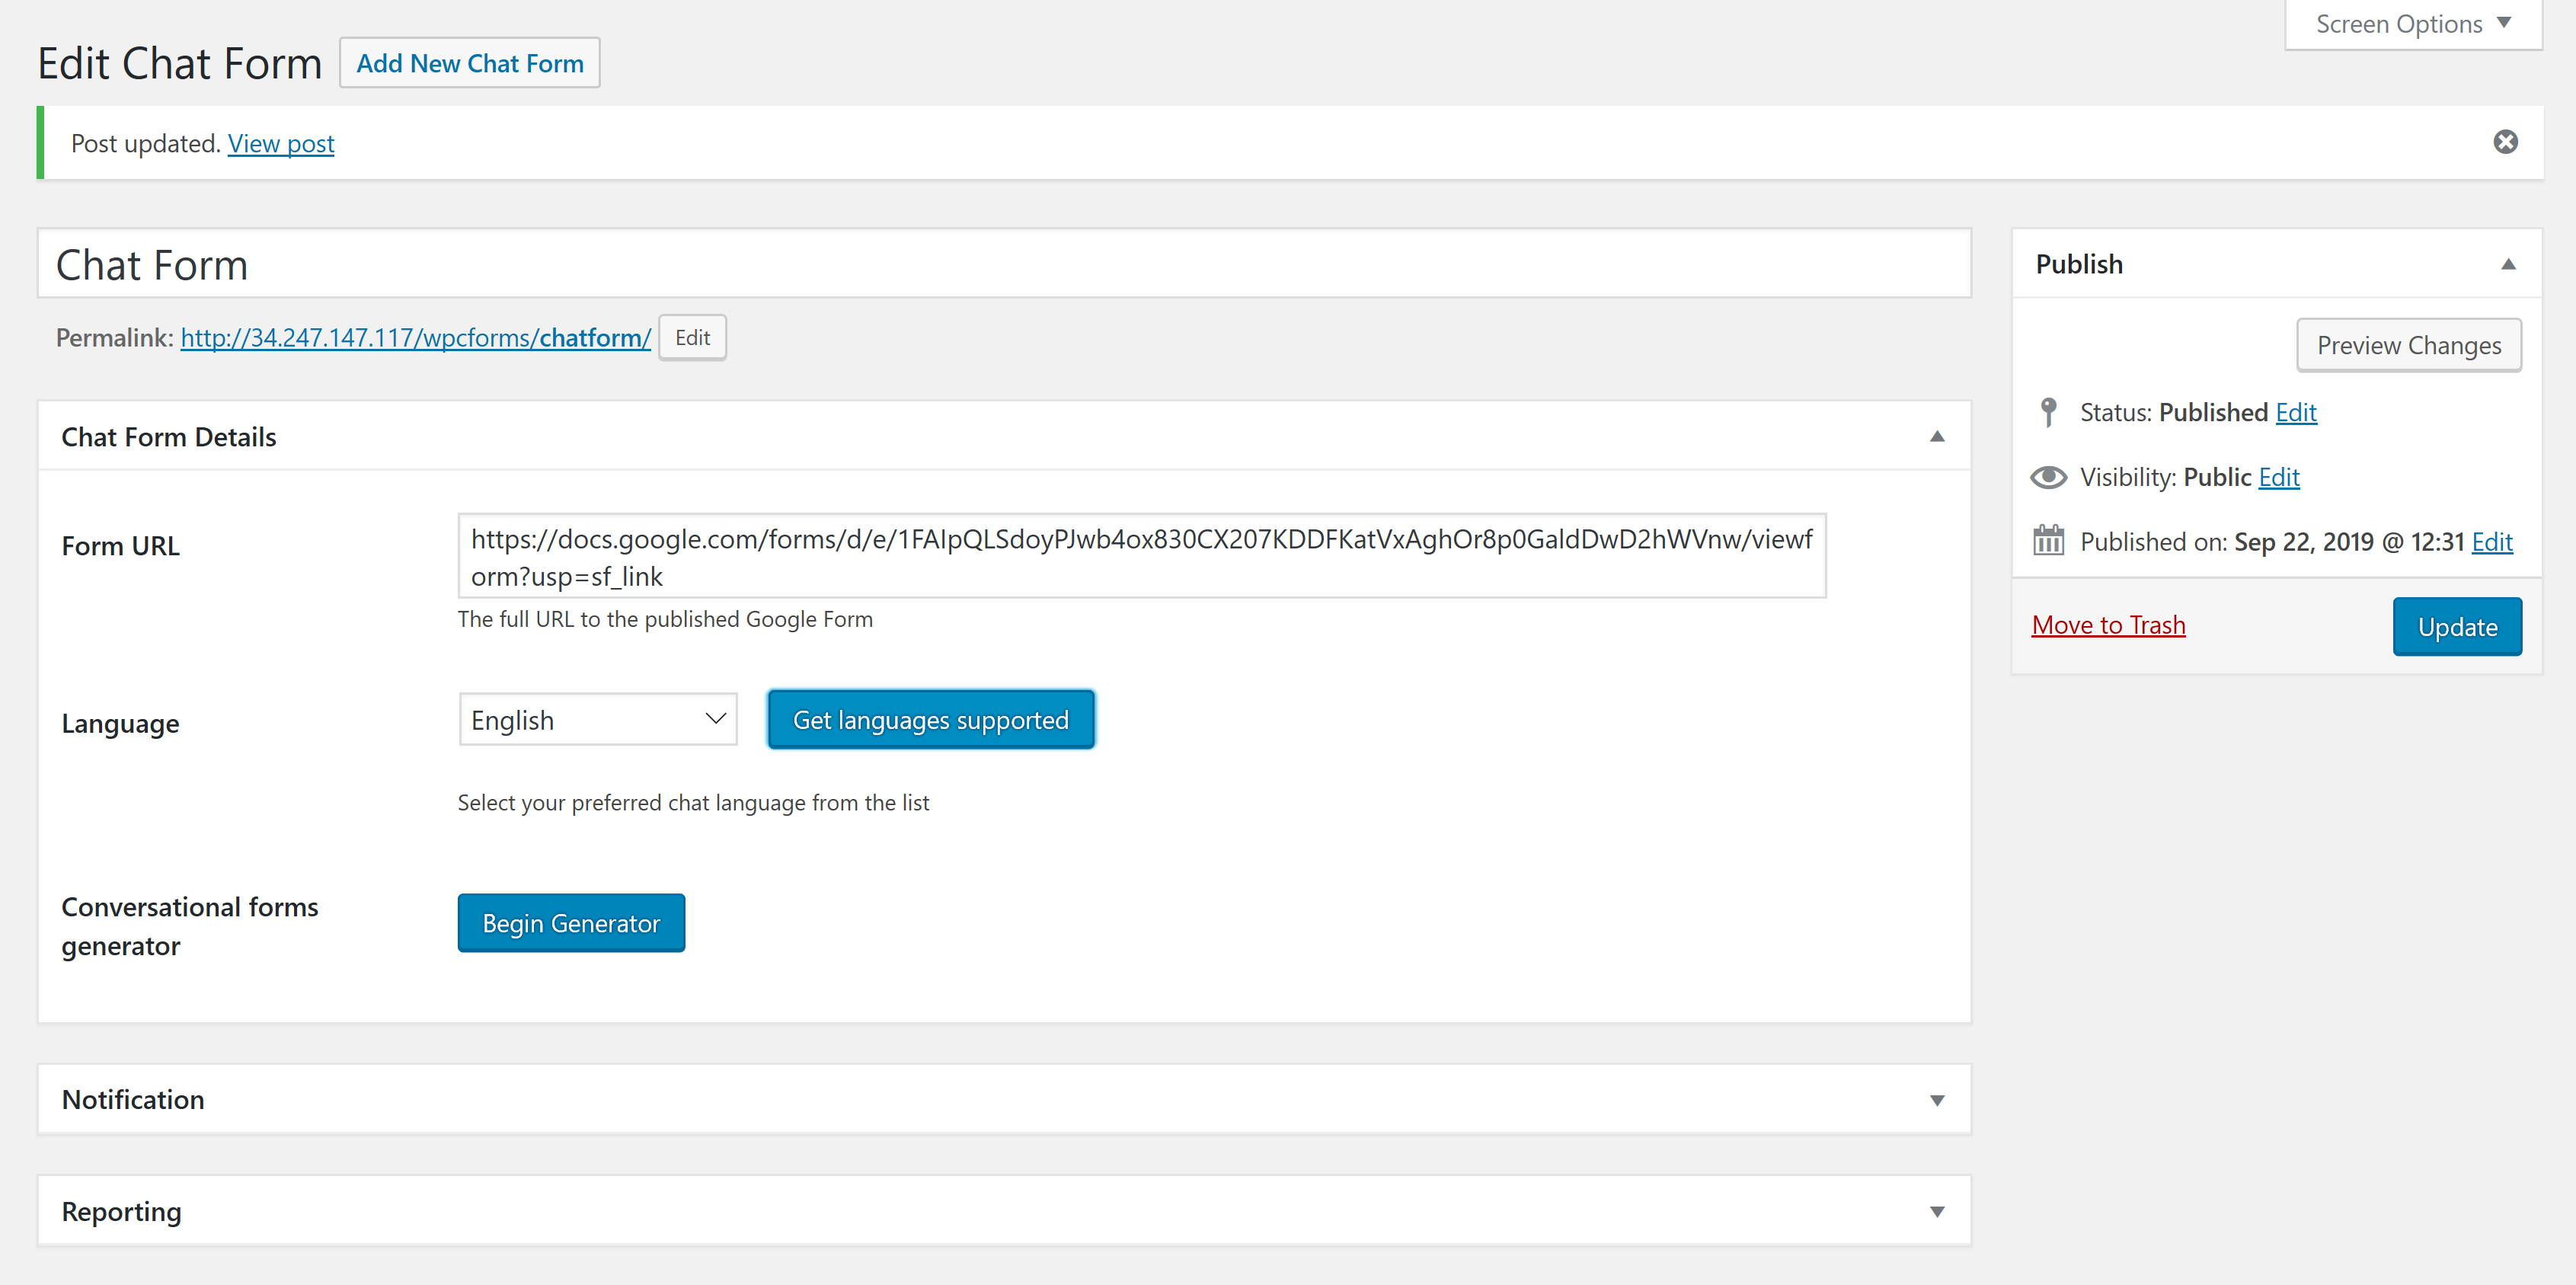 Screen Options
Edit Chat Form Add New Chat Form
Post updated. View post
Chat Form
Permalink: http://34.247.147.117/wpcforms/chatform/ Edit
Chat Form Details
Form URL
https://docs.google.com/forms/d/e/1FAIpQLSdoyPJwb4ox830CX207KDDFKatVxAghOr8p0GaldDwD2hWVnw/viewf
orm?usp=sf_link
The full URL to the published Google Form
Language
English
Get languages supported
Select your preferred chat language from the list
Conversational forms
generator
Begin Generator
Notification
Reporting
Publish
Preview Changes
Status: Published Edit
Visibility: Public Edit
Published on: Sep 22, 2019 @ 12:31 Edit
Move to Trash
Update